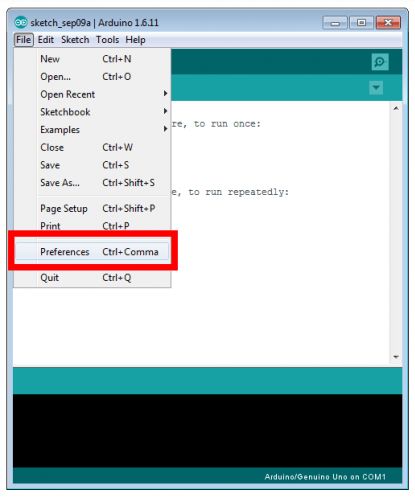 sketch_sep09a | Arduino 1.6.11
File Edit Sketch Tools Help
New Ctrl+N
Open... Ctrl+O
Open Recent
Sketchbook
Examples
re, to run once:
Close Ctrl+W
Save Ctrl+S
Save As... Ctrl+Shift+S
e, to run repeatedly:
Page Setup Ctrl+Shift+P
Print Ctrl+P
Preferences Ctrl+Comma
Quit Ctrl+Q
Arduino/Genuino Uno on COM1